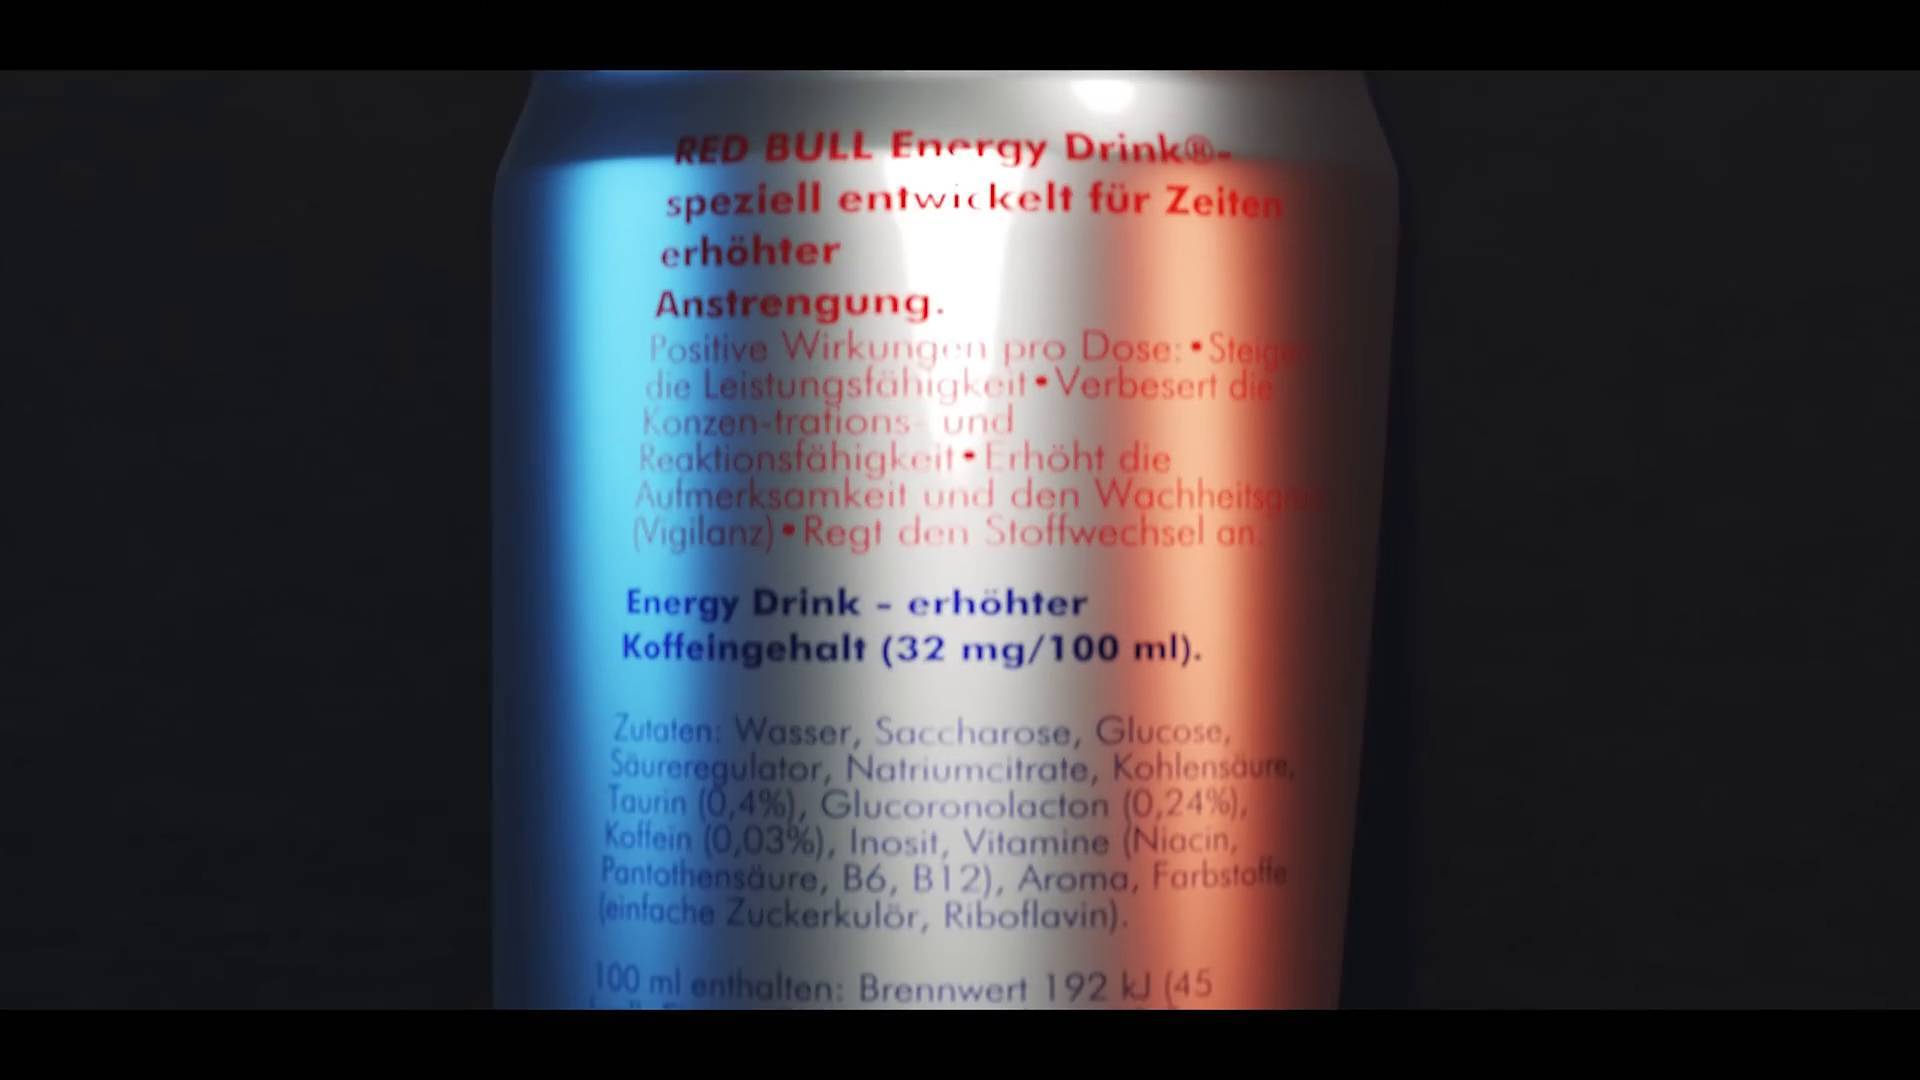 RED BULL Energy Drink®-
speziell entwickelt für Zeiten
erhöhter
Anstrengung.
Positive Wirkungen pro Dose: •
die Leistungsfähigkeit • Verbesert die
Konzen-trations- und
Reaktionsfähigkeit • Erhöht die
Aufmerksamkeit und den
(Vigilanz) • Regt den Stoffwechsel an.
Energy Drink - erhöhter
Koffeingehalt (32 mg/100 ml).
Zutaten: Wasser, Saccharose, Glucose,
Säureregulator, Natriumcitrate, Kohlensäure,
Taurin (0,4%), Glucoronolacton (0,24%),
Koffein (0,03%), Inosit, Vitamine (Niacin,
Pantothensäure, B6, B12), Aroma, Farbstoffe
(einfache Zuckerkulör, Riboflavin).
100 ml enthalten: Brennwert 192 kJ (45